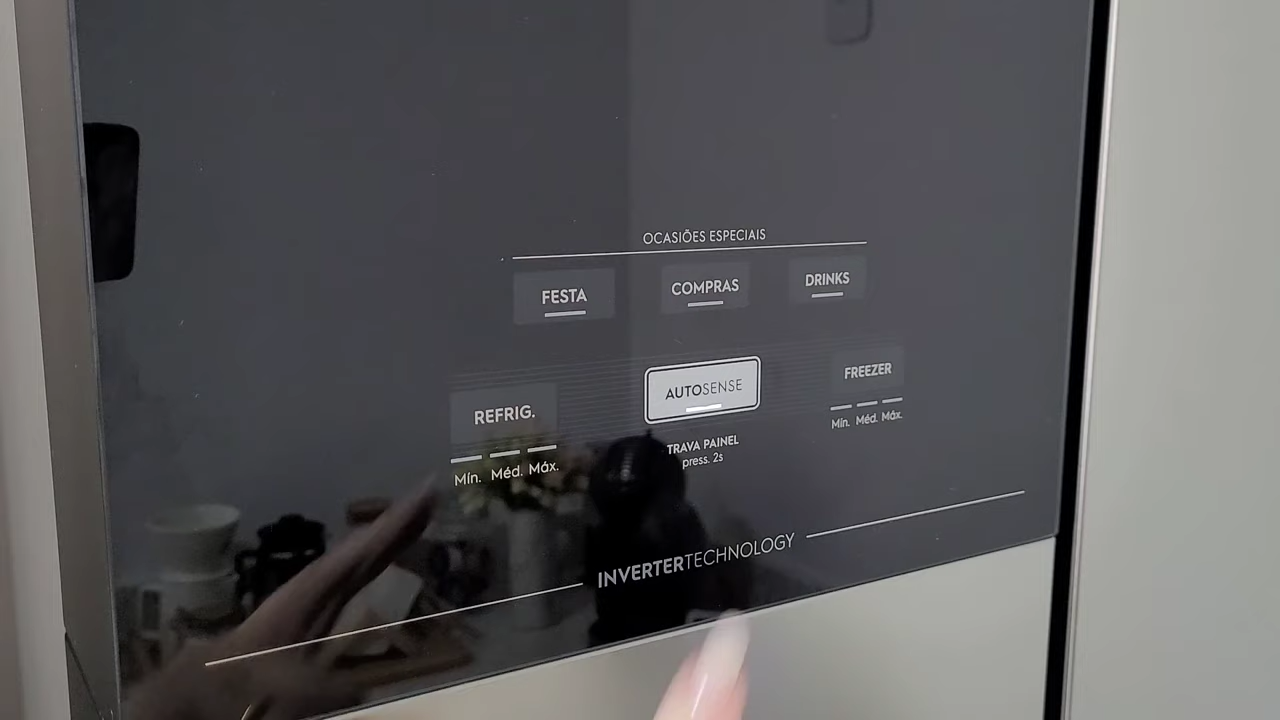 OCASIÕES ESPECIAIS
FESTA
COMPRAS
DRINKS
REFRIG.
AUTOSENSE
FREEZER
Mín. Méd. Máx.
TRAVA PAINEL
press. 2s
Mín. Méd. Máx.
INVERTERTECHNOLOGY